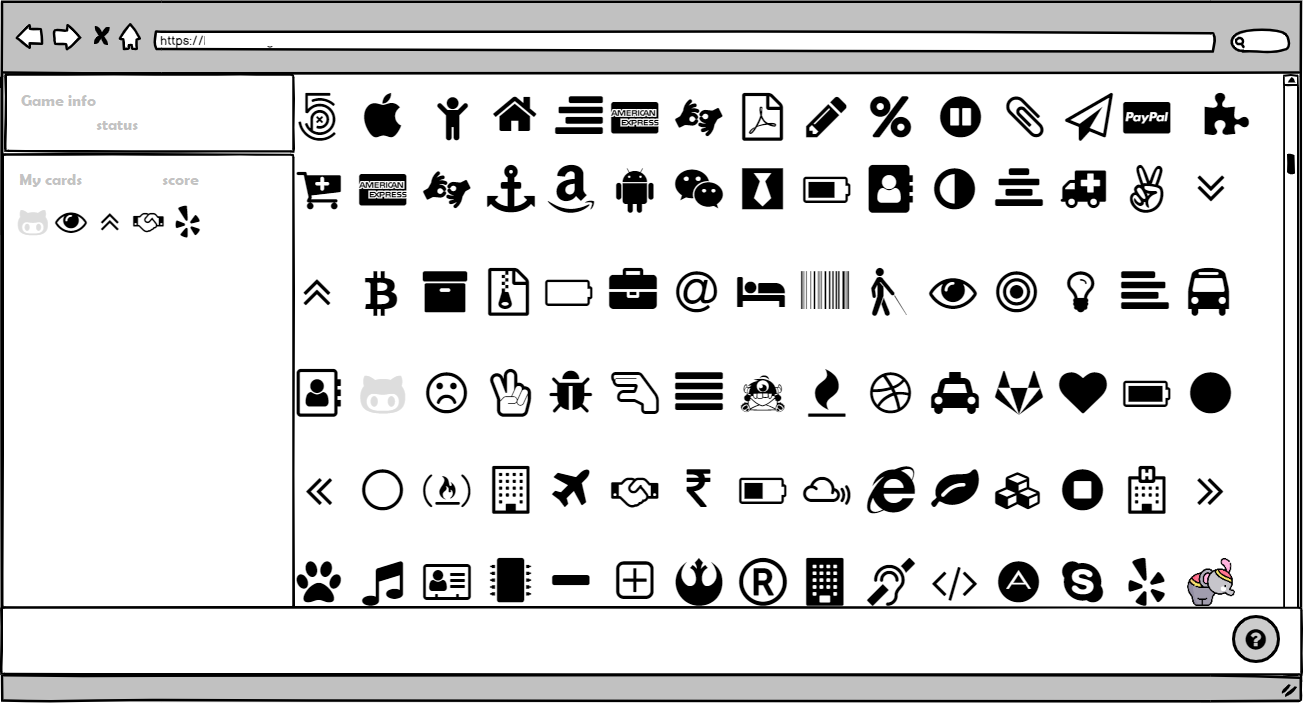 https://
Game info
status
AMERICAN EXPRESS
PayPal
My cards score
AMERICAN EXPRESS